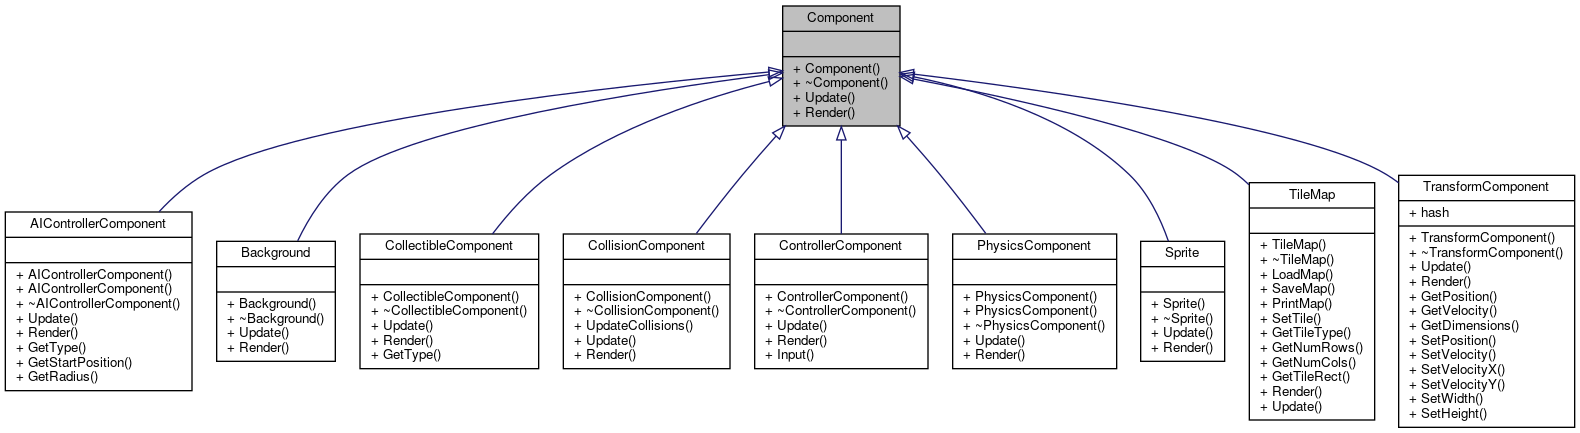 Component
+ Component()
+ ~Component()
+ Update()
+ Render()
AIControllerComponent
+ AIControllerComponent()
+ AIControllerComponent()
+ ~AIControllerComponent()
+ Update()
+ Render()
+ GetType()
+ GetStartPosition()
+ GetRadius()
Background
+ Background()
+ ~Background()
+ Update()
+ Render()
CollectibleComponent
+ CollectibleComponent()
+ ~CollectibleComponent()
+ Update()
+ Render()
+ GetType()
CollisionComponent
+ CollisionComponent()
+ ~CollisionComponent()
+ UpdateCollisions()
+ Update()
+ Render()
ControllerComponent
+ ControllerComponent()
+ ~ControllerComponent()
+ Update()
+ Render()
+ Input()
PhysicsComponent
+ PhysicsComponent()
+ PhysicsComponent()
+ ~PhysicsComponent()
+ Update()
+ Render()
Sprite
+ Sprite()
+ ~Sprite()
+ Update()
+ Render()
TileMap
+ TileMap()
+ ~TileMap()
+ LoadMap()
+ SaveMap()
+ PrintMap()
+ SetTile()
+ GetTileType()
+ GetNumRows()
+ GetNumCols()
+ GetTileRect()
+ Render()
+ Update()
TransformComponent
+ hash
+ TransformComponent()
+ ~TransformComponent()
+ Update()
+ Render()
+ GetPosition()
+ GetVelocity()
+ GetDimensions()
+ SetPosition()
+ SetVelocity()
+ SetVelocityX()
+ SetVelocityY()
+ SetWidth()
+ SetHeight()